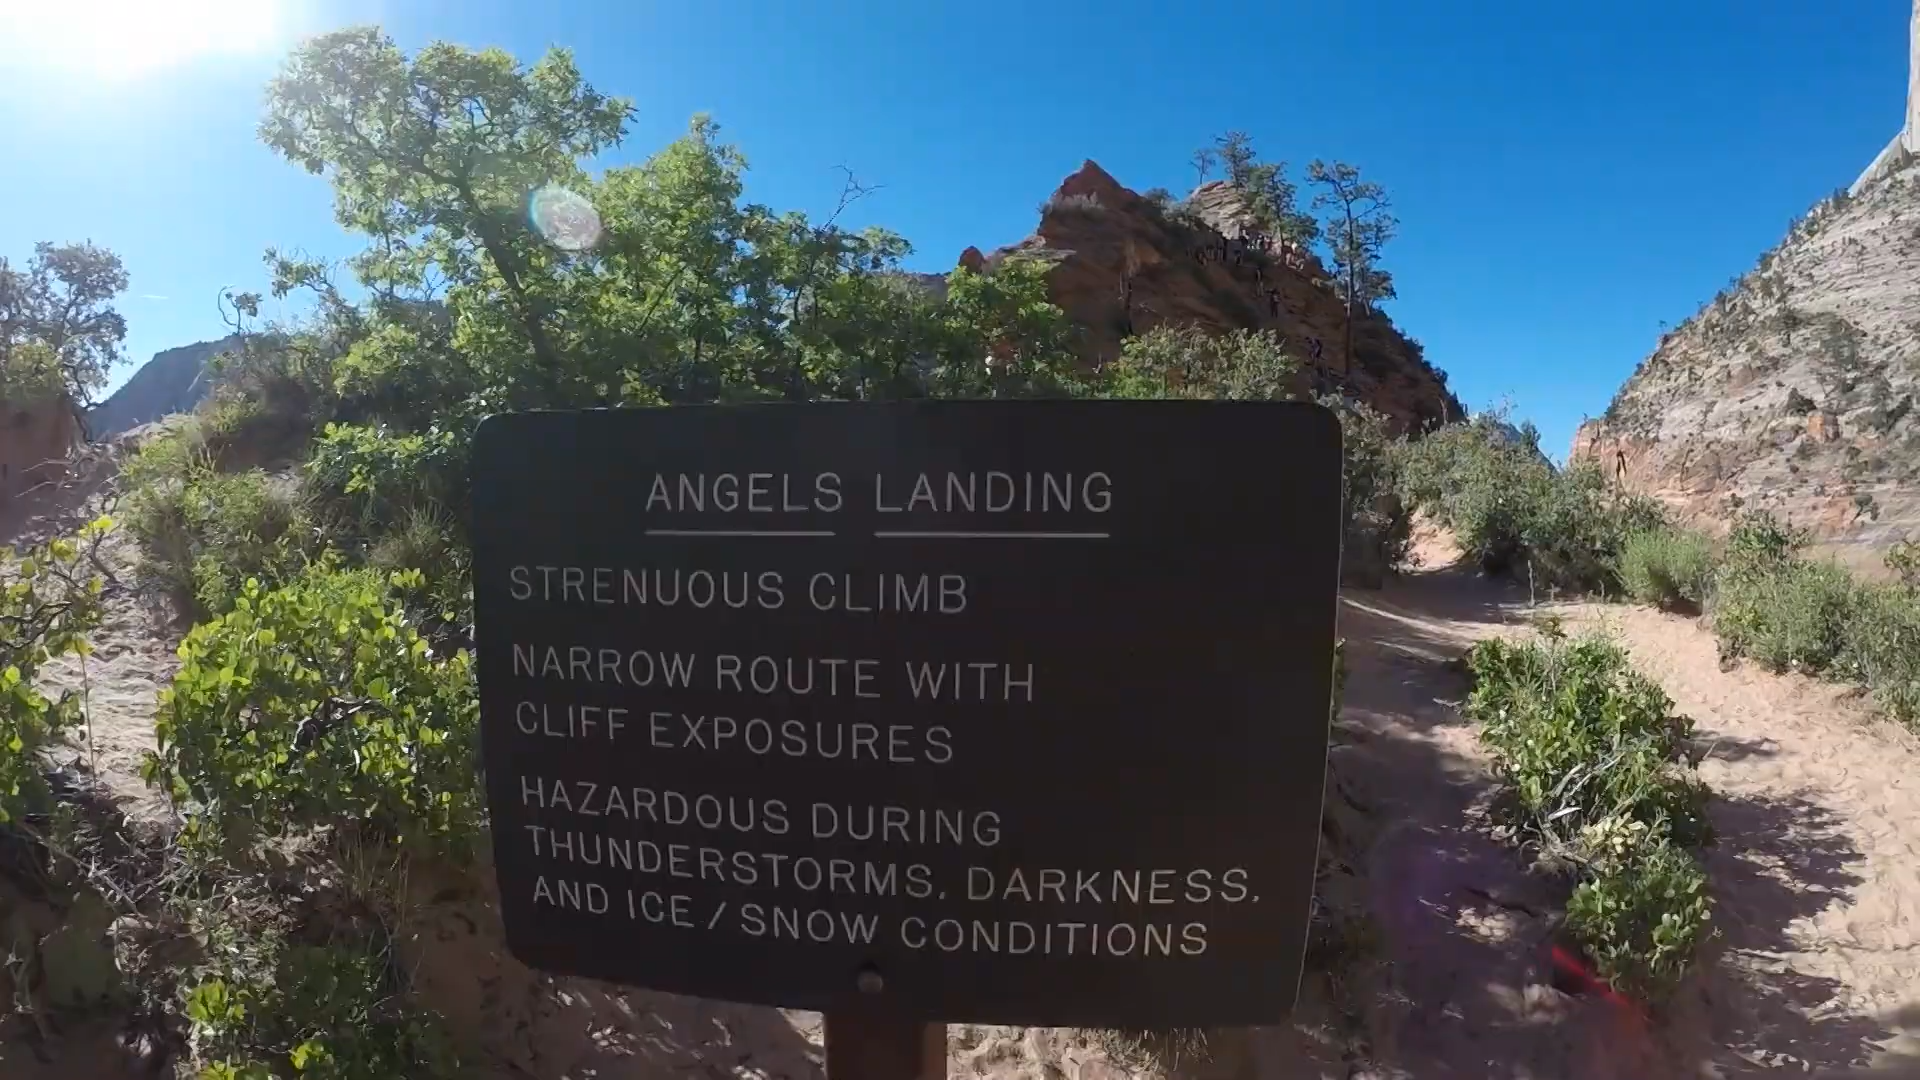 ANGELS LANDING
STRENUOUS CLIMB
NARROW ROUTE WITH
CLIFF EXPOSURES
HAZARDOUS DURING
THUNDERSTORMS, DARKNESS,
AND ICE / SNOW CONDITIONS